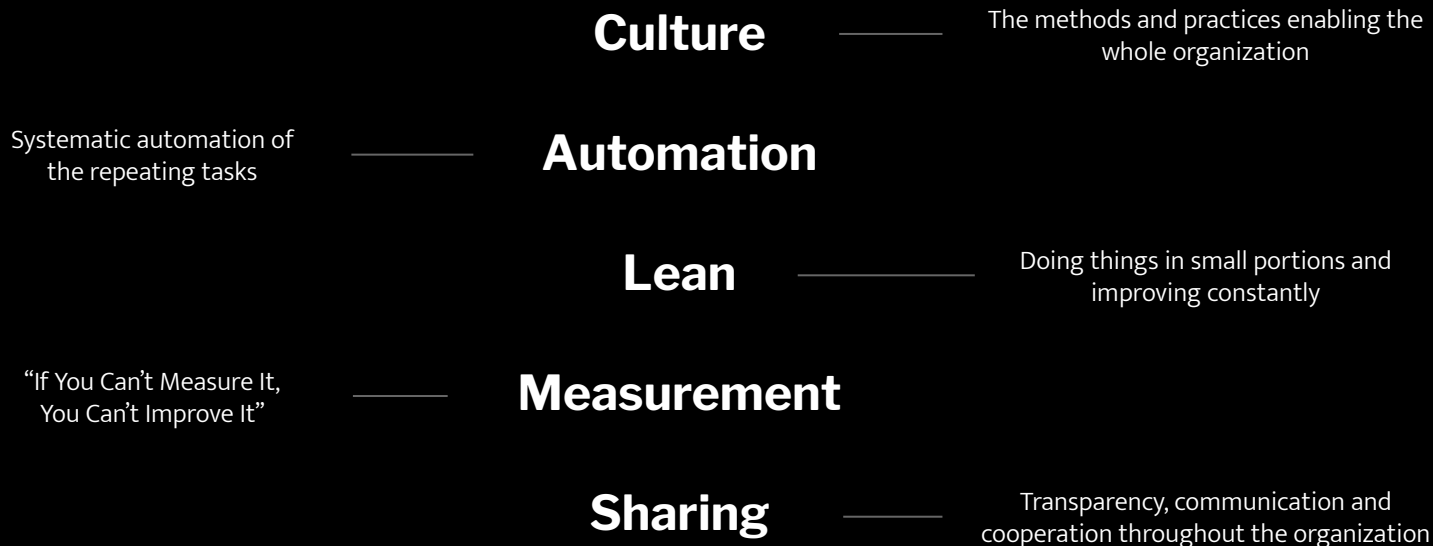 Culture
The methods and practices enabling the
whole organization
Systematic automation of
the repeating tasks
Automation
Lean
Doing things in small portions and
improving constantly
“If You Can’t Measure It,
You Can’t Improve It”
Measurement
Sharing
Transparency, communication and
cooperation throughout the organization